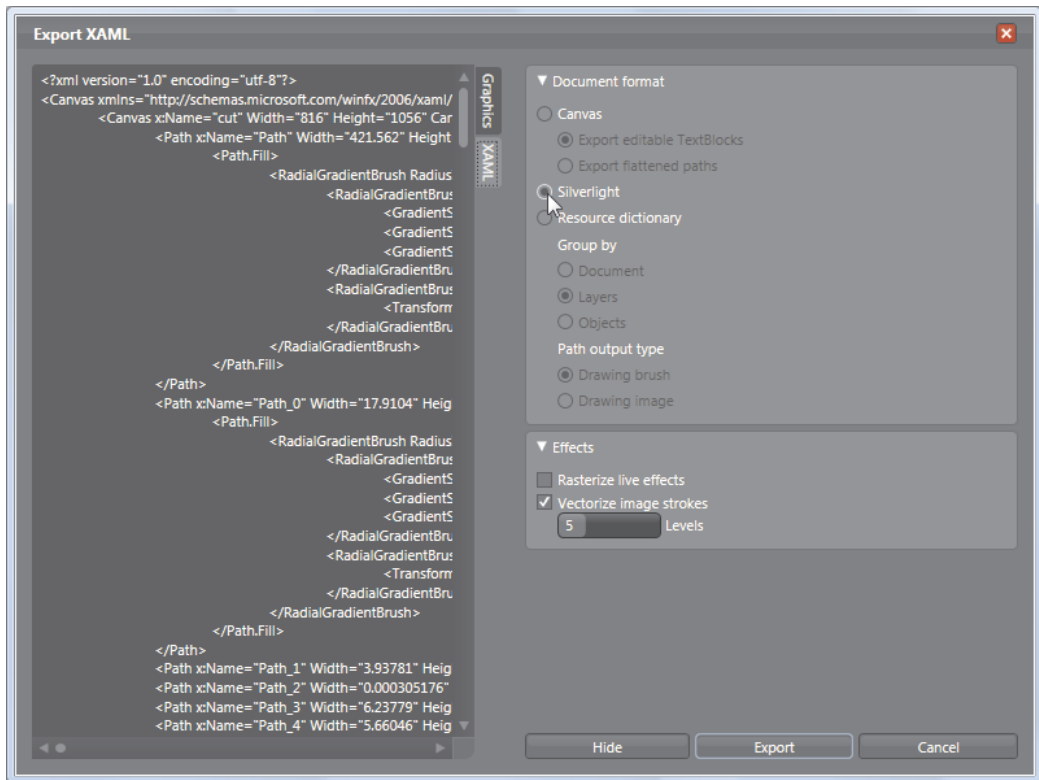 Export XAML
<?xml version="1.0" encoding="utf-8"?>
<Canvas xmlns="http://schemas.microsoft.com/winfx/2006/xaml/
<Canvas x:Name="cut" Width="816" Height="1056" Car
<Path x:Name="Path" Width="421.562" Height
<Path.Fill>
<RadialGradientBrush Radius
<RadialGradientBrus
<GradientS
<GradientS
<GradientS
</RadialGradientBru
<RadialGradientBrus
<Transform
</RadialGradientBru
</RadialGradientBrush>
</Path.Fill>
</Path>
<Path x:Name="Path_0" Width="17.9104" Heig
<Path.Fill>
<RadialGradientBrush Radius
<RadialGradientBrus
<GradientS
<GradientS
<GradientS
</RadialGradientBru
<RadialGradientBrus
<Transform
</RadialGradientBru
</RadialGradientBrush>
</Path.Fill>
</Path>
<Path x:Name="Path_1" Width="3.93781" Heig
<Path x:Name="Path_2" Width="0.000305176"
<Path x:Name="Path_3" Width="6.23779" Heig
<Path x:Name="Path_4" Width="5.66046" Heig
Graphics
XAML
Document format
Canvas
Export editable TextBlocks
Export flattened paths
Silverlight
Resource dictionary
Group by
Document
Layers
Objects
Path output type
Drawing brush
Drawing image
Effects
Rasterize live effects
Vectorize image strokes
5 Levels
Hide
Export
Cancel